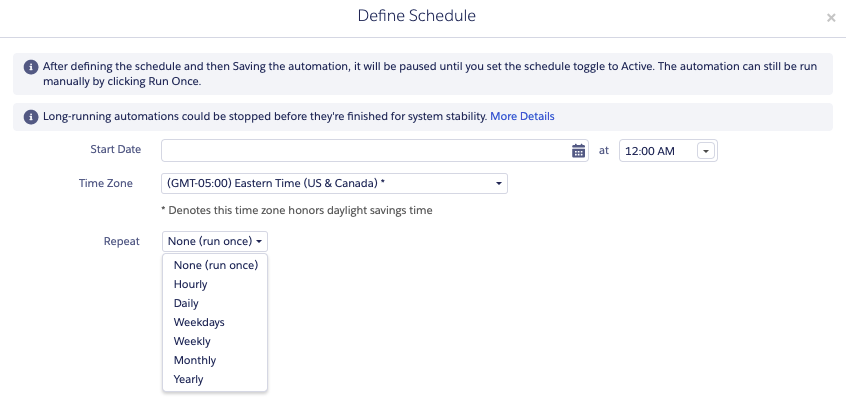 Define Schedule
After defining the schedule and then Saving the automation, it will be paused until you set the schedule toggle to Active. The automation can still be run
manually by clicking Run Once.
Long-running automations could be stopped before they're finished for system stability. More Details
Start Date at 12:00 AM
Time Zone (GMT-05:00) Eastern Time (US & Canada) *
* Denotes this time zone honors daylight savings time
Repeat None (run once)
None (run once)
Hourly
Daily
Weekdays
Weekly
Monthly
Yearly